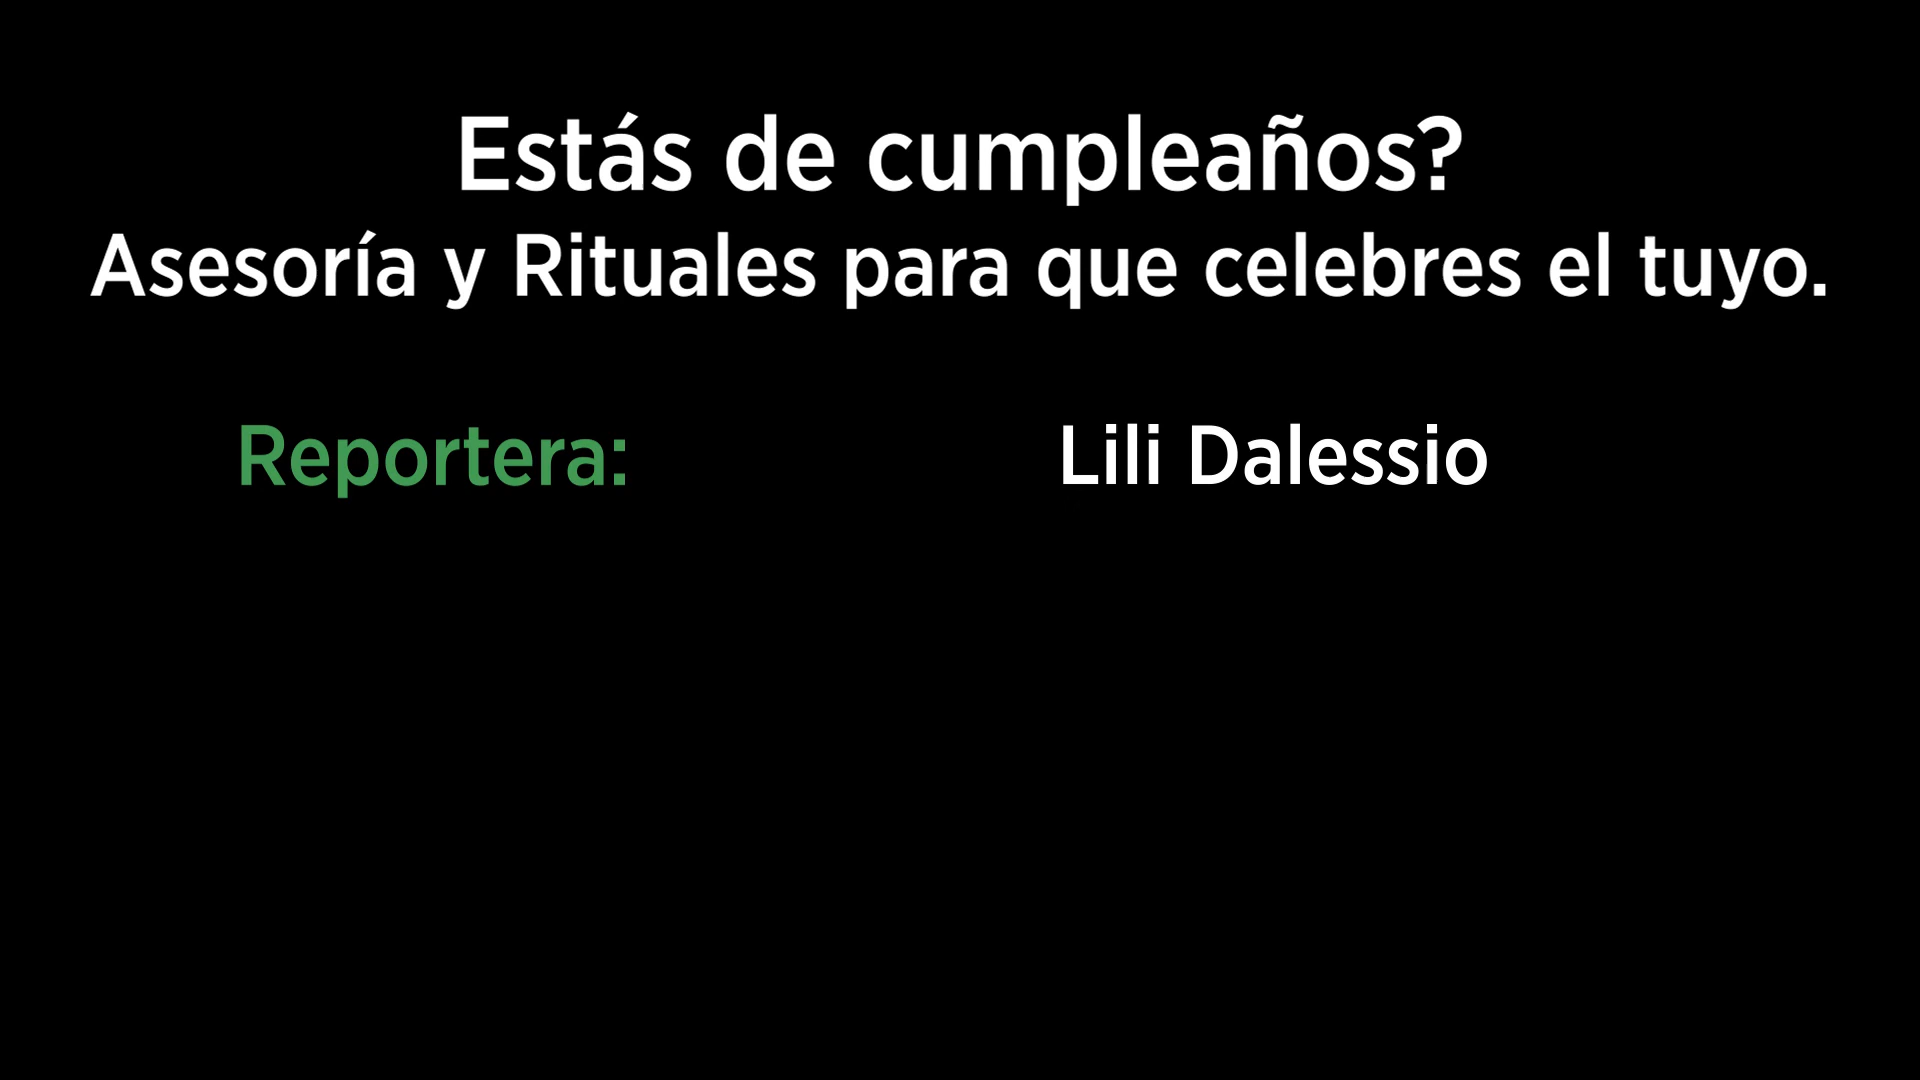 Estás de cumpleaños?
Asesoría y Rituales para que celebres el tuyo.
Reportera: Lili Dalessio